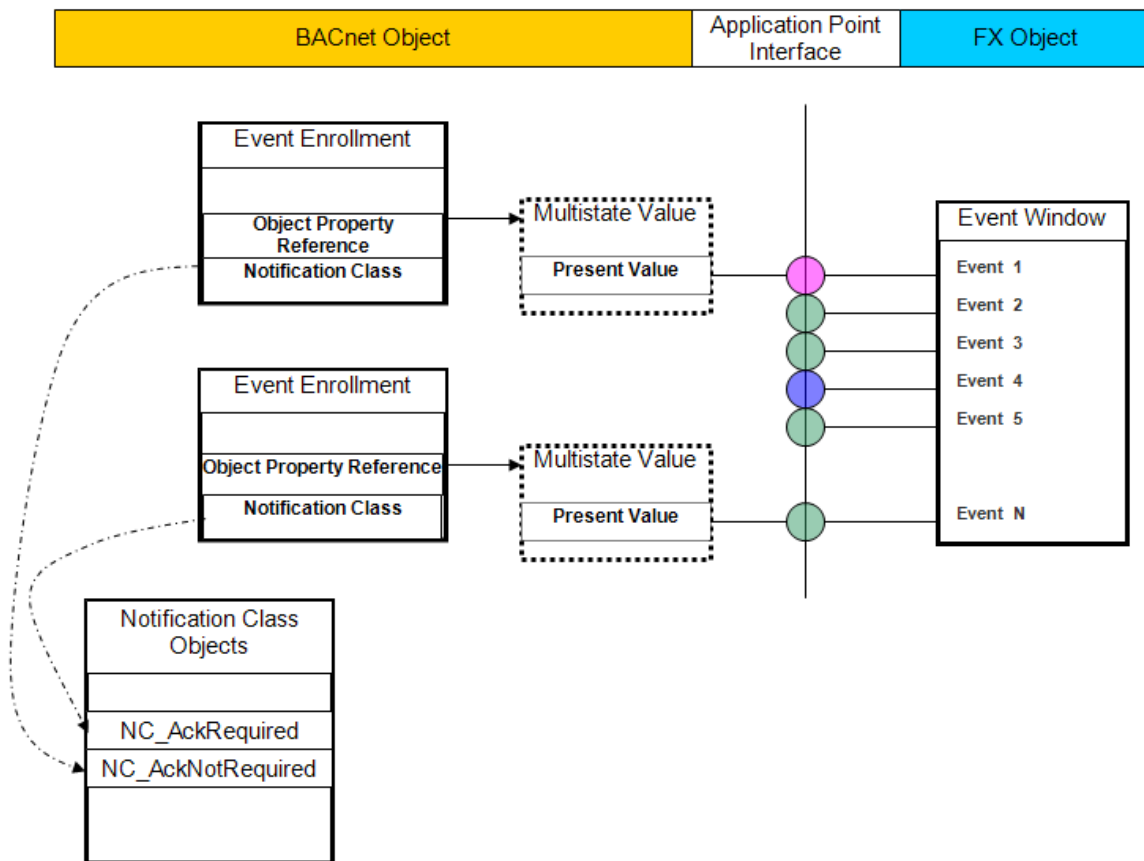 BACnet Object
Application Point
Interface
FX Object
Event Enrollment
Object Property
Reference
Notification Class
Multistate Value
Present Value
Event Window
Event 1
Event 2
Event 3
Event 4
Event 5
Event N
Event Enrollment
Object Property Reference
Notification Class
Multistate Value
Present Value
Notification Class
Objects
NC_AckRequired
NC_AckNotRequired